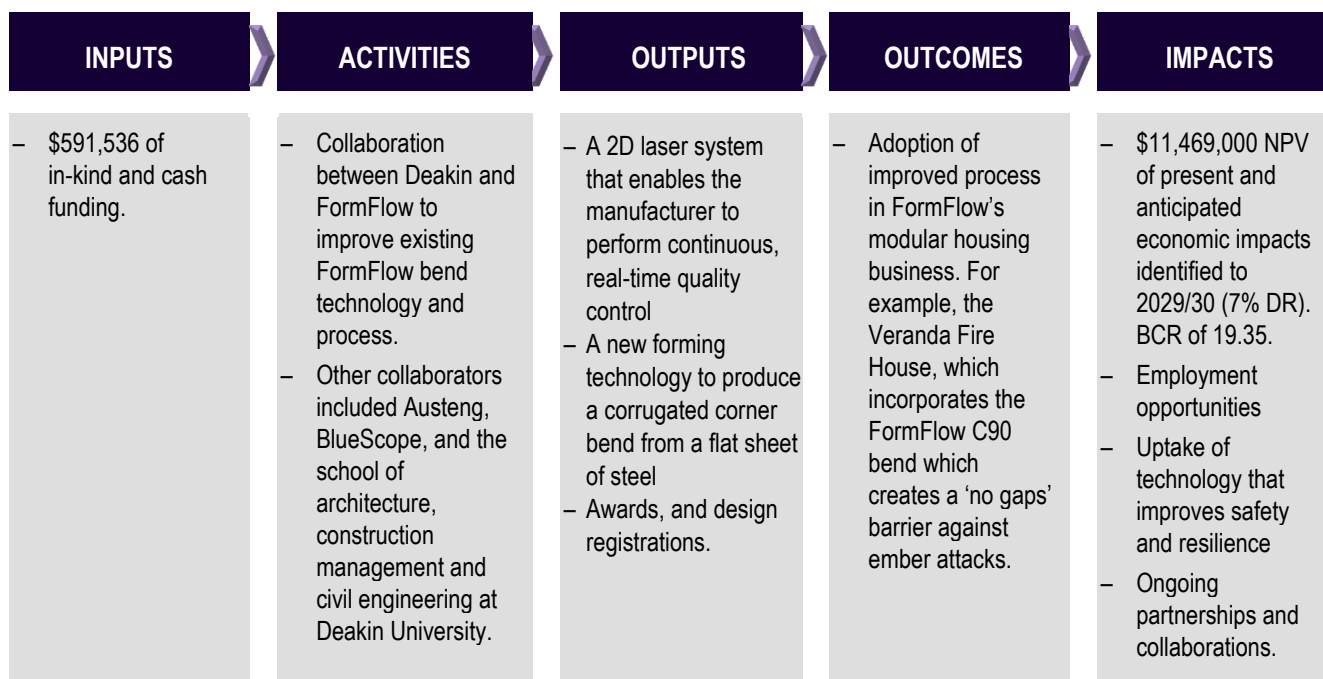 INPUTS
ACTIVITIES
OUTPUTS
OUTCOMES
IMPACTS
– $591,536 of
in-kind and cash
funding.
– Collaboration
between Deakin and
FormFlow to
improve existing
FormFlow bend
technology and
process.
– Other collaborators
included Austeng,
BlueScope, and the
school of
architecture,
construction
management and
civil engineering at
Deakin University.
– A 2D laser system
that enables the
manufacturer to
perform continuous,
real-time quality
control
– A new forming
technology to produce
a corrugated corner
bend from a flat sheet
of steel
– Awards, and design
registrations.
– Adoption of
improved process
in FormFlow’s
modular housing
business. For
example, the
Veranda Fire
House, which
incorporates the
FormFlow C90
bend which
creates a ‘no gaps’
barrier against
ember attacks.
– $11,469,000 NPV
of present and
anticipated
economic impacts
identified to
2029/30 (7% DR).
BCR of 19.35.
– Employment
opportunities
– Uptake of
technology that
improves safety
and resilience
– Ongoing
partnerships and
collaborations.